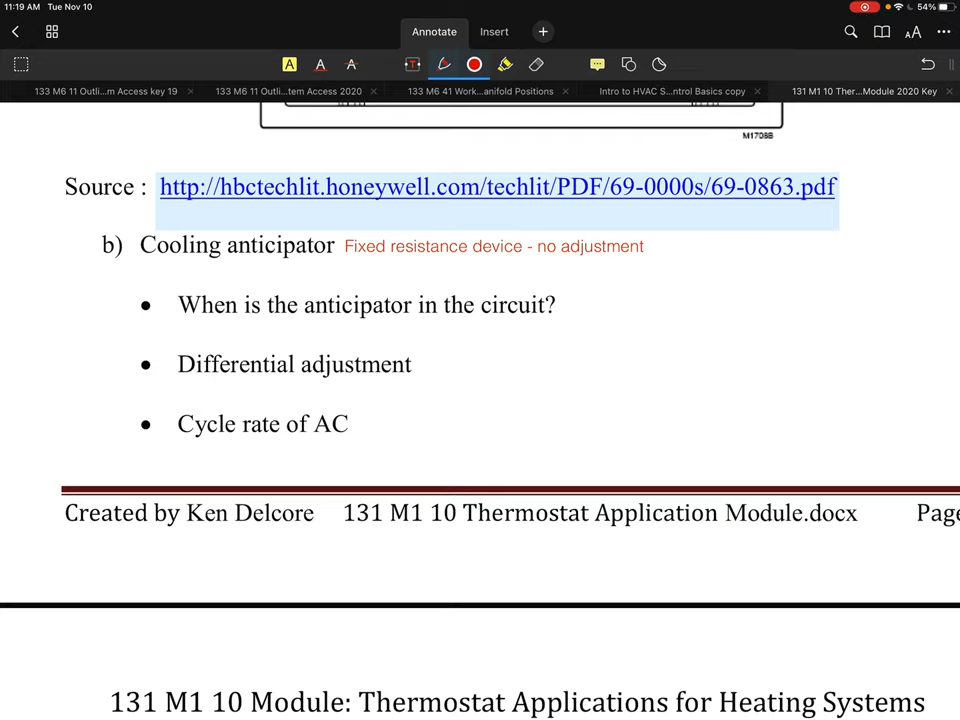 11:19 AM Tue Nov 10
54%
Annotate Insert
AA
A A A T
133 M6 11 Outli...m Access key 19 133 M6 11 Outli...tem Access 2020 133 M6 41 Work...anifold Positions Intro to HVAC S...ntrol Basics copy 131 M1 10 Ther...Module 2020 Key
M1708B
Source : http://hbctechlit.honeywell.com/techlit/PDF/69-0000s/69-0863.pdf
b) Cooling anticipator Fixed resistance device - no adjustment
• When is the anticipator in the circuit?
• Differential adjustment
• Cycle rate of AC
Created by Ken Delcore 131 M1 10 Thermostat Application Module.docx Page
131 M1 10 Module: Thermostat Applications for Heating Systems